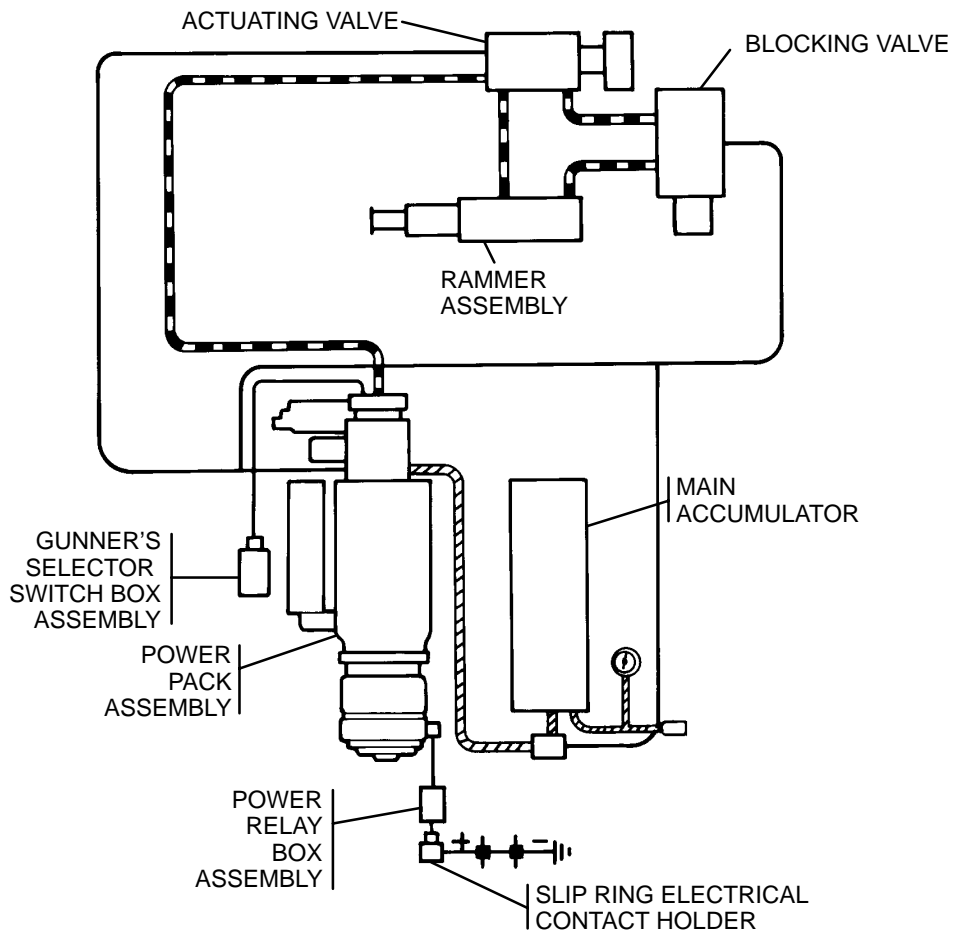 ACTUATING VALVE
BLOCKING VALVE
RAMMER
ASSEMBLY
MAIN
ACCUMULATOR
GUNNER'S
SELECTOR
SWITCH BOX
ASSEMBLY
POWER
PACK
ASSEMBLY
POWER
RELAY
BOX
ASSEMBLY
+ –
SLIP RING ELECTRICAL
CONTACT HOLDER